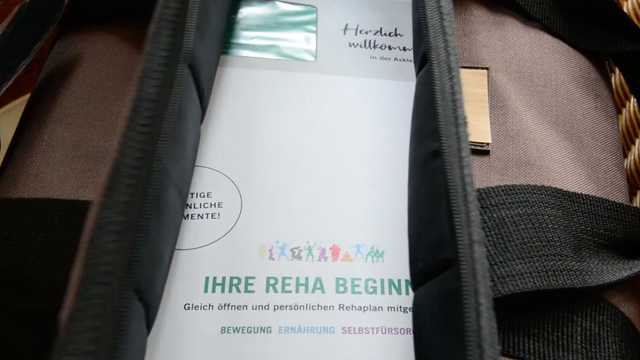 Herzlich
willkomm
in der Askle
TIGE
NLICHE
MENTE!
IHRE REHA BEGINN
Gleich öffnen und persönlichen Rehaplan mitge
BEWEGUNG ERNÄHRUNG SELBSTFÜRSOR